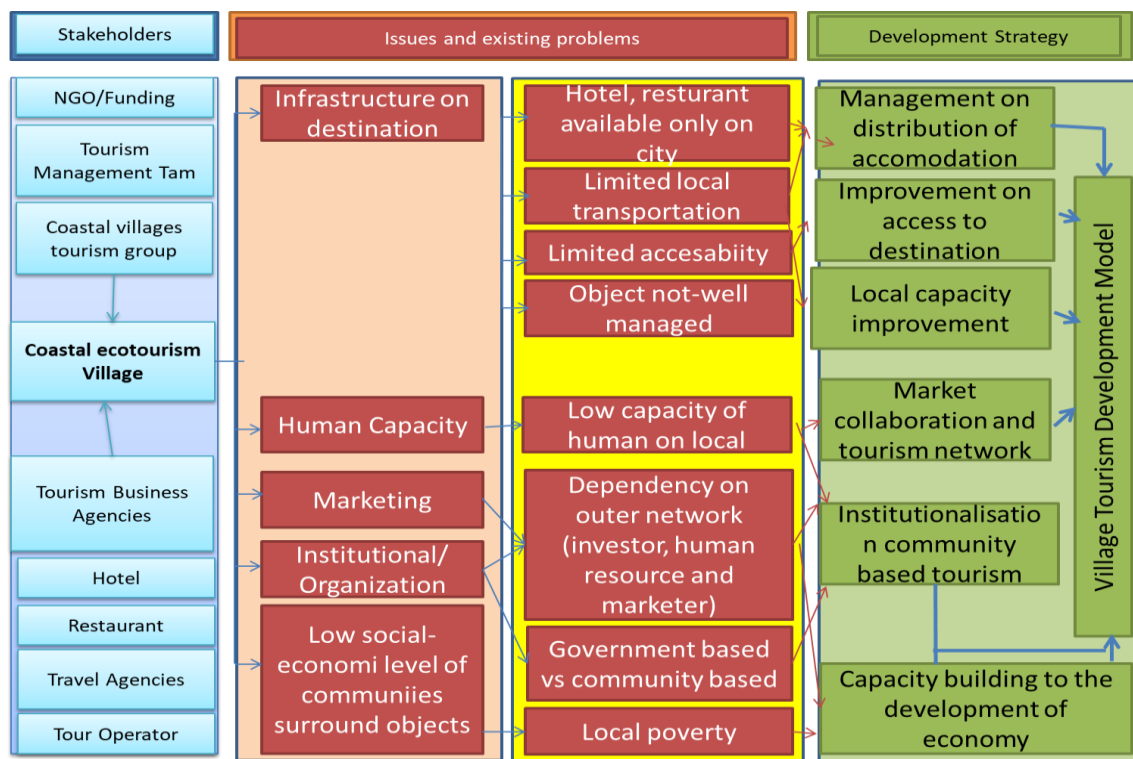 Stakeholders
Issues and existing problems
Development Strategy
NGO/Funding
Tourism
Management Tam
Coastal villages
tourism group
Coastal ecotourism
Village
Tourism Business
Agencies
Hotel
Restaurant
Travel Agencies
Tour Operator
Infrastructure on
destination
Human Capacity
Marketing
Institutional/
Organization
Low social-
economi level of
communiies
surround objects
Hotel, resturant
available only on
city
Limited local
transportation
Limited accesabiity
Object not-well
managed
Low capacity of
human on local
Dependency on
outer network
(investor, human
resource and
marketer)
Government based
vs community based
Local poverty
Management on
distribution of
accomodation
Improvement on
access to
destination
Local capacity
improvement
Market
collaboration and
tourism network
Institutionalisatio
n community
based tourism
Capacity building to the
development of
economy
Village Tourism Development Model